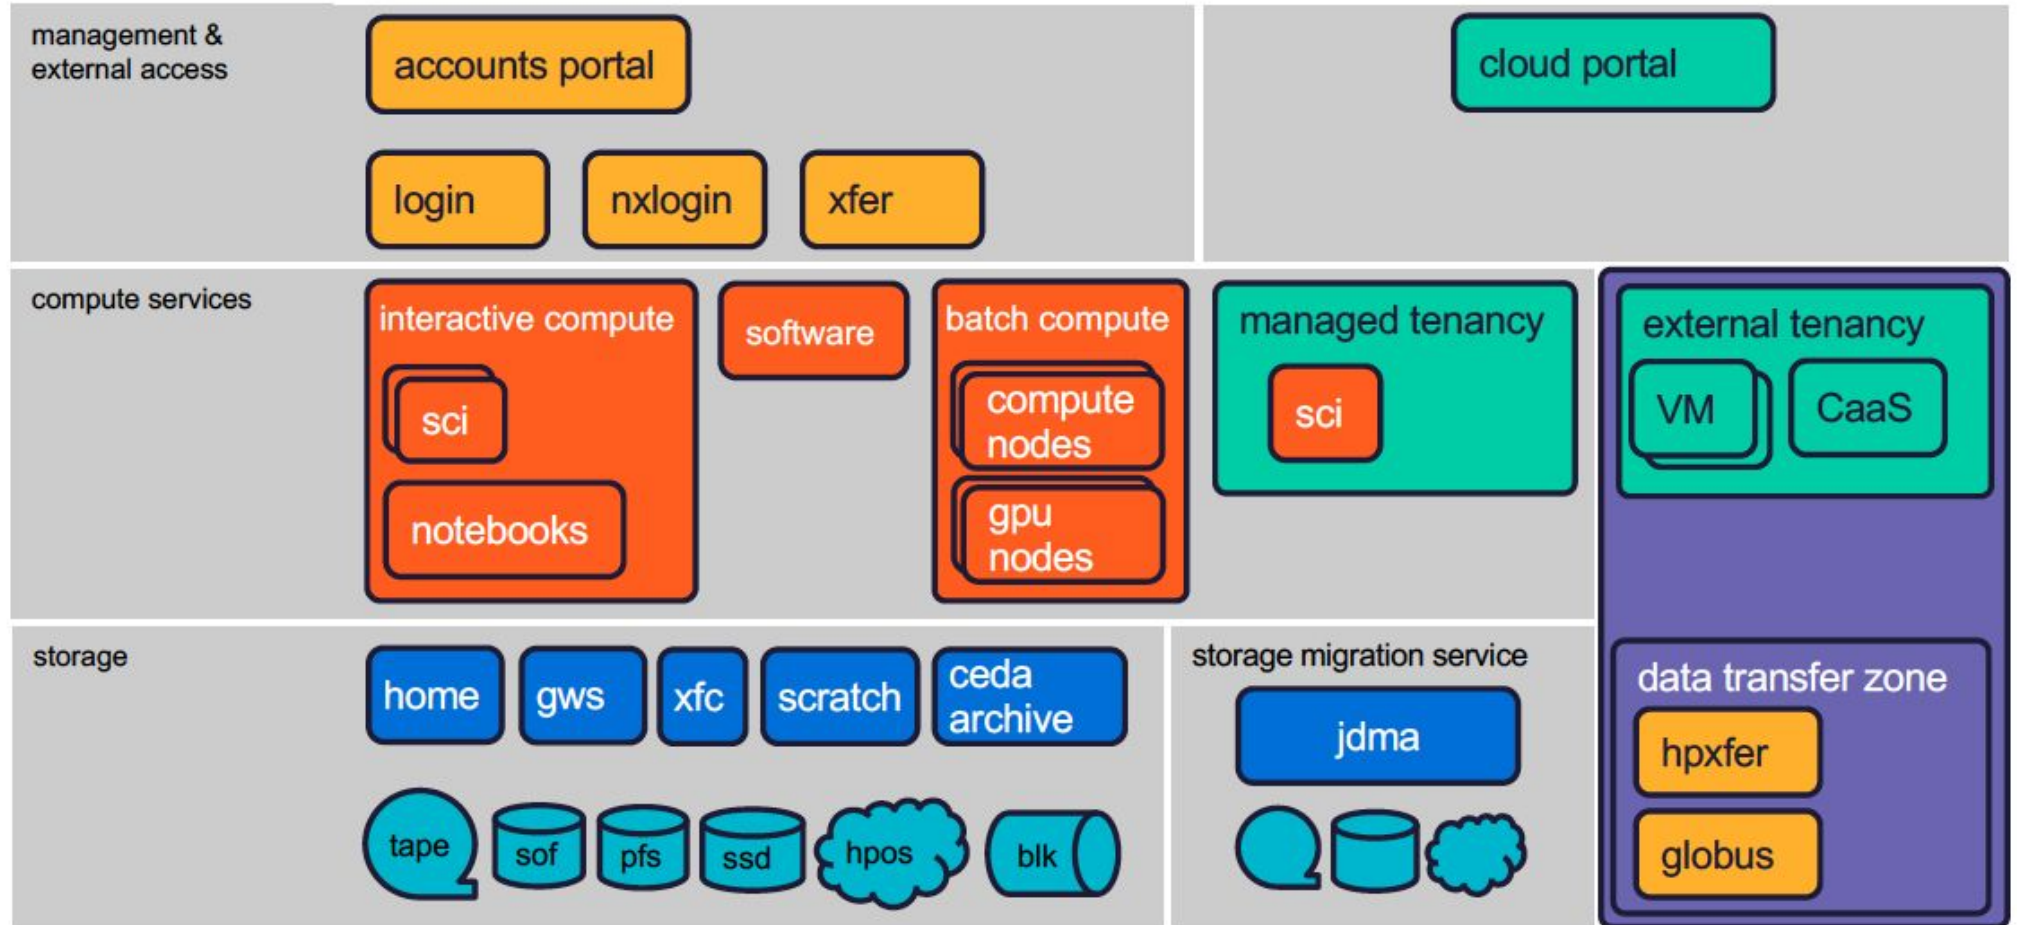 management &
external access
accounts portal
cloud portal
login
nxlogin
xfer
compute services
interactive compute
sci
notebooks
software
batch compute
compute
nodes
gpu
nodes
managed tenancy
sci
external tenancy
VM
CaaS
storage
home
gws
xfc
scratch
ceda
archive
tape
sof
pfs
ssd
hpos
blk
storage migration service
jdma
data transfer zone
hpxfer
globus